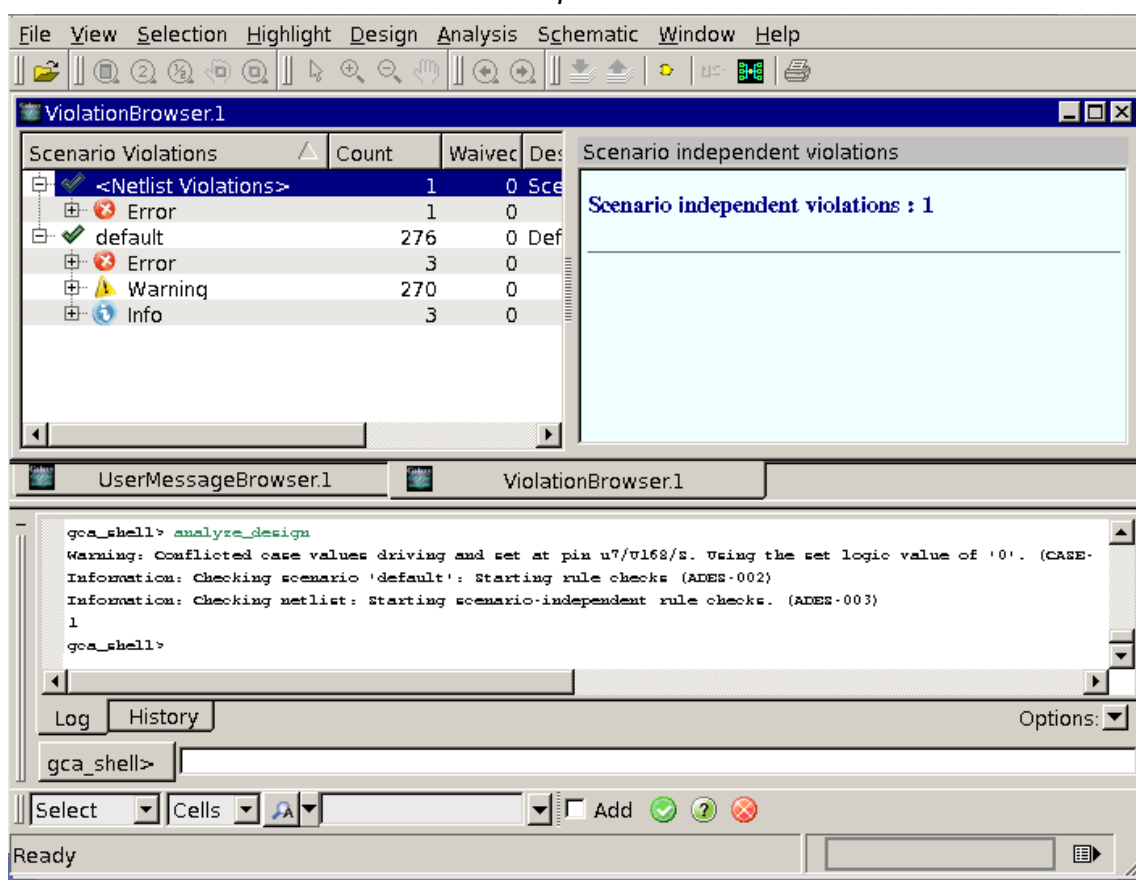 File View Selection Highlight Design Analysis Schematic Window Help
ViolationBrowser.1
Scenario Violations Count Waived Des
<Netlist Violations> 1 0 Sce
Error 1 0
default 276 0 Def
Error 3 0
Warning 270 0
Info 3 0
Scenario independent violations
Scenario independent violations : 1
UserMessageBrowser.1 ViolationBrowser.1
gca_shell> analyze_design
Warning: Conflicted case values driving and set at pin u7/U168/S. Using the set logic value of '0'. (CASE-
Information: Checking scenario 'default': Starting rule checks (ADES-002)
Information: Checking netlist: Starting scenario-independent rule checks. (ADES-003)
1
gca_shell>
Log History Options:
gca_shell>
Select Cells Add
Ready